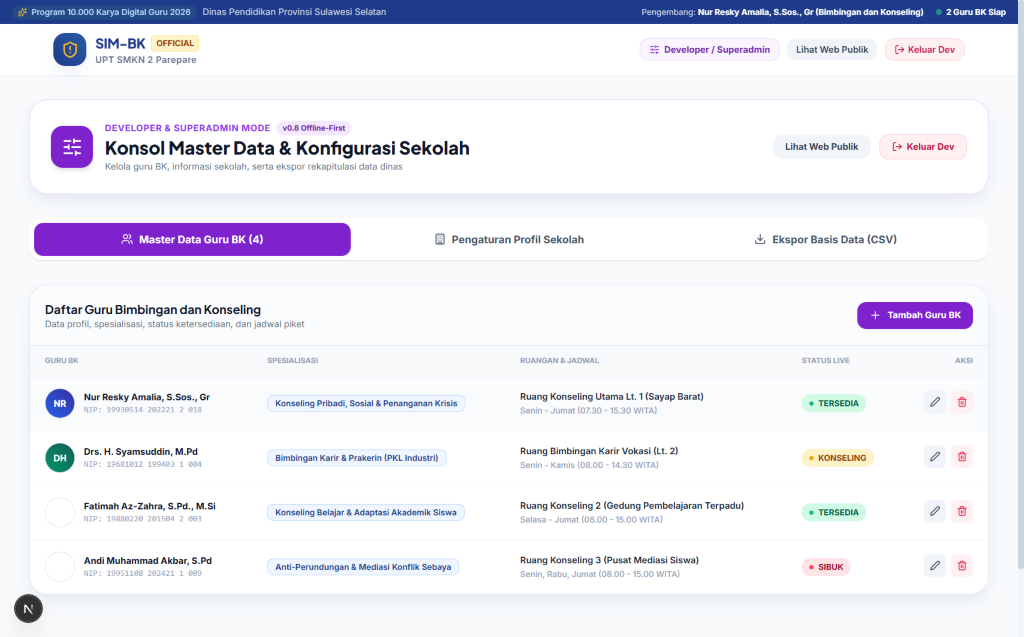 Program 10.000 Karya Digital Guru 2026
Dinas Pendidikan Provinsi Sulawesi Selatan
Pengembang: Nur Resky Amalia, S.Sos., Gr (Bimbingan dan Konseling)
2 Guru BK Siap
SIM-BK OFFICIAL
UPT SMKN 2 Parepare
Developer / Superadmin
Lihat Web Publik
Keluar Dev
DEVELOPER & SUPERADMIN MODE v0.8 Offline-First
Konsol Master Data & Konfigurasi Sekolah
Kelola guru BK, informasi sekolah, serta ekspor rekapitulasi data dinas
Lihat Web Publik
Keluar Dev
Master Data Guru BK (4)
Pengaturan Profil Sekolah
Ekspor Basis Data (CSV)
Daftar Guru Bimbingan dan Konseling
Data profil, spesialisasi, status ketersediaan, dan jadwal piket
Tambah Guru BK
GURU BK
SPESIALISASI
RUANGAN & JADWAL
STATUS LIVE
AKSI
NR
Nur Resky Amalia, S.Sos., Gr
NIP: 19930514 202221 2 018
Konseling Pribadi, Sosial & Penanganan Krisis
Ruang Konseling Utama Lt. 1 (Sayap Barat)
Senin - Jumat (07.30 - 15.30 WITA)
TERSEDIA
DH
Drs. H. Syamsuddin, M.Pd
NIP: 19681012 199403 1 004
Bimbingan Karir & Prakerin (PKL Industri)
Ruang Bimbingan Karir Vokasi (Lt. 2)
Senin - Kamis (08.00 - 14.30 WITA)
KONSELING
Fatimah Az-Zahra, S.Pd., M.Si
NIP: 19880220 201504 2 003
Konseling Belajar & Adaptasi Akademik Siswa
Ruang Konseling 2 (Gedung Pembelajaran Terpadu)
Selasa - Jumat (08.00 - 15.00 WITA)
TERSEDIA
Andi Muhammad Akbar, S.Pd
NIP: 19951108 202421 1 009
Anti-Perundungan & Mediasi Konflik Sebaya
Ruang Konseling 3 (Pusat Mediasi Siswa)
Senin, Rabu, Jumat (08.00 - 15.00 WITA)
SIBUK
N